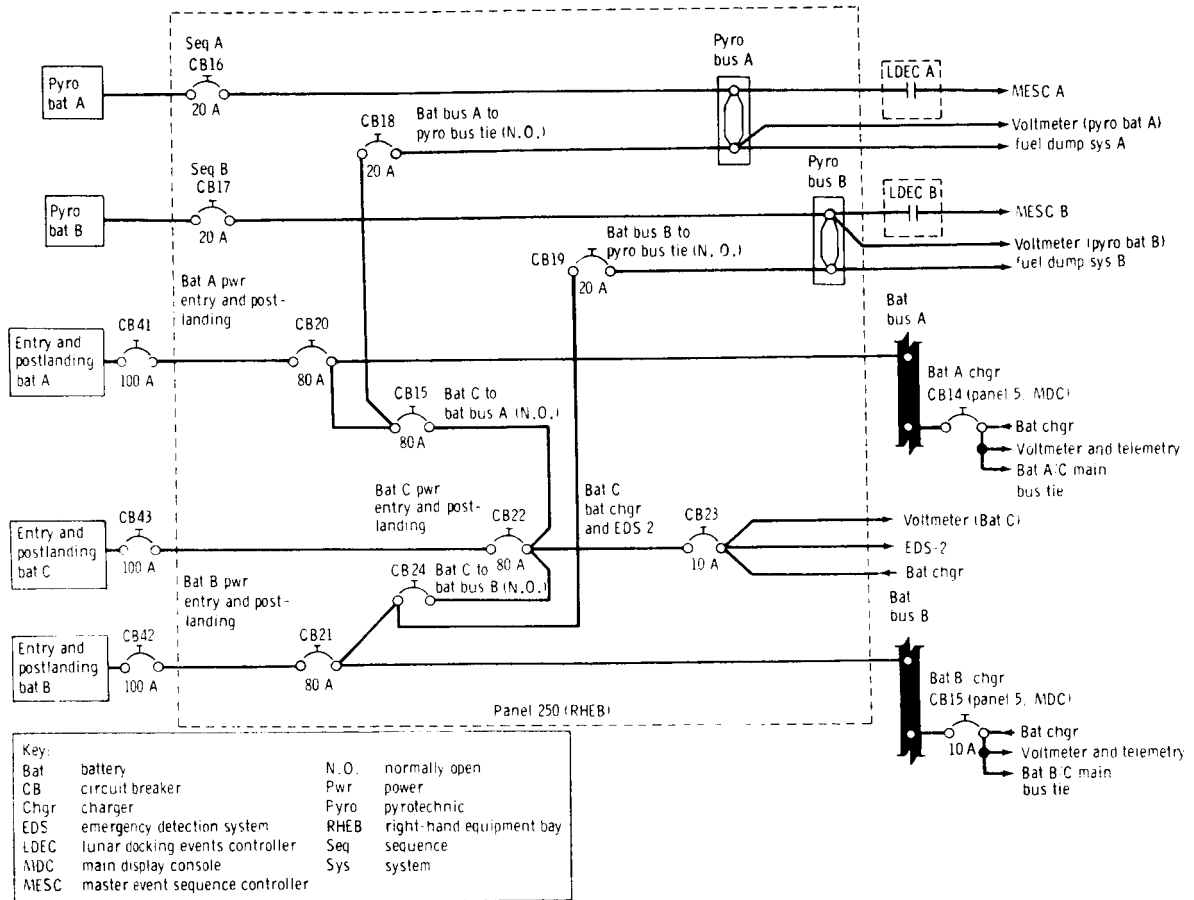 Seq A
CB16
20 A
Pyro
bat A
Pyro
bus A
LDEC A
MESC A
CB18
20 A
Bat bus A to
pyro bus tie (N.O.)
Voltmeter (pyro bat A)
fuel dump sys A
Seq B
CB17
20 A
Pyro
bat B
Pyro
bus B
LDEC B
MESC B
CB19
20 A
Bat bus B to
pyro bus tie (N.O.)
Voltmeter (pyro bat B)
fuel dump sys B
Bat A pwr
entry and post-
landing
Entry and
postlanding
bat A
CB41
100 A
CB20
80 A
Bat
bus A
CB15
80 A
Bat C to
bat bus A (N.O.)
Bat A chgr
CB14 (panel 5, MDC)
Bat chgr
Voltmeter and telemetry
Bat A/C main
bus tie
Bat C pwr
entry and post-
landing
Entry and
postlanding
bat C
CB43
100 A
CB22
80 A
Bat C
bat chgr
and EDS 2
CB23
10 A
Voltmeter (Bat C)
EDS-2
Bat chgr
CB24
Bat C to
bat bus B (N.O.)
Bat B pwr
entry and post-
landing
Entry and
postlanding
bat B
CB42
100 A
CB21
80 A
Bat
bus B
Bat B chgr
CB15 (panel 5, MDC)
10 A
Bat chgr
Voltmeter and telemetry
Bat B/C main
bus tie
Panel 250 (RHEB)
Key:
Bat battery
CB circuit breaker
Chgr charger
EDS emergency detection system
LDEC lunar docking events controller
MDC main display console
MESC master event sequence controller
N.O. normally open
Pwr power
Pyro pyrotechnic
RHEB right-hand equipment bay
Seq sequence
Sys system